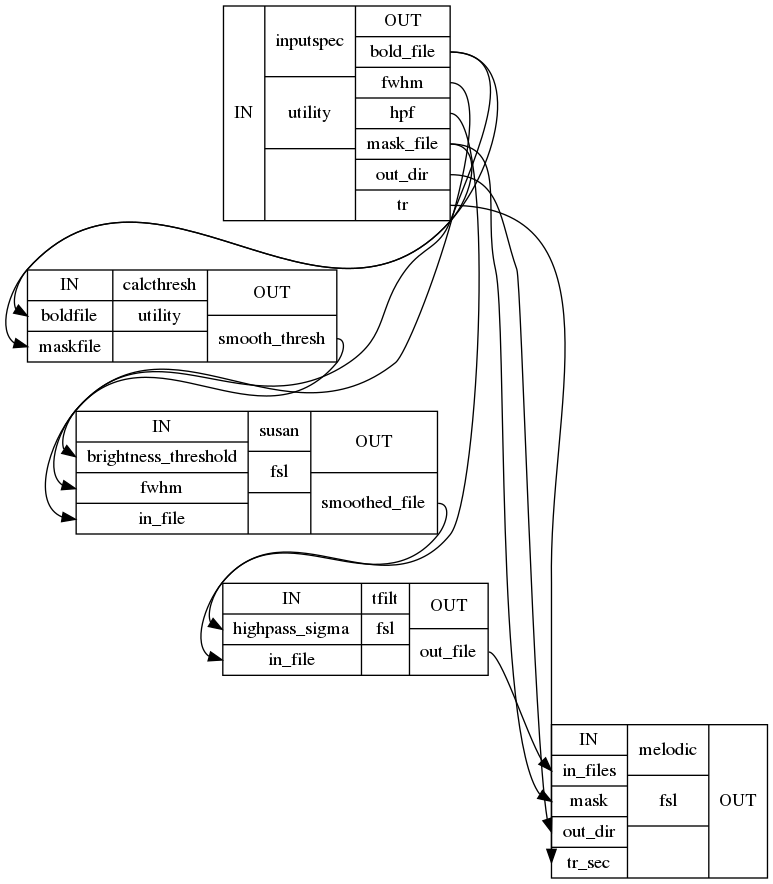 IN
inputspec
utility
OUT
bold_file
fwhm
hpf
mask_file
out_dir
tr
IN
boldfile
maskfile
calcthresh
utility
OUT
smooth_thresh
IN
brightness_threshold
fwhm
in_file
susan
fsl
OUT
smoothed_file
IN
highpass_sigma
in_file
tfilt
fsl
OUT
out_file
IN
in_files
mask
out_dir
tr_sec
melodic
fsl
OUT